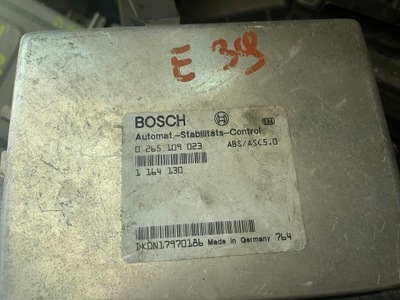 E 38
BOSCH
Automat.-Stabilitäts-Control
0 265 109 023 ABS/ASC5.0
1 164 130
DKON17970186 Made in Germany 764